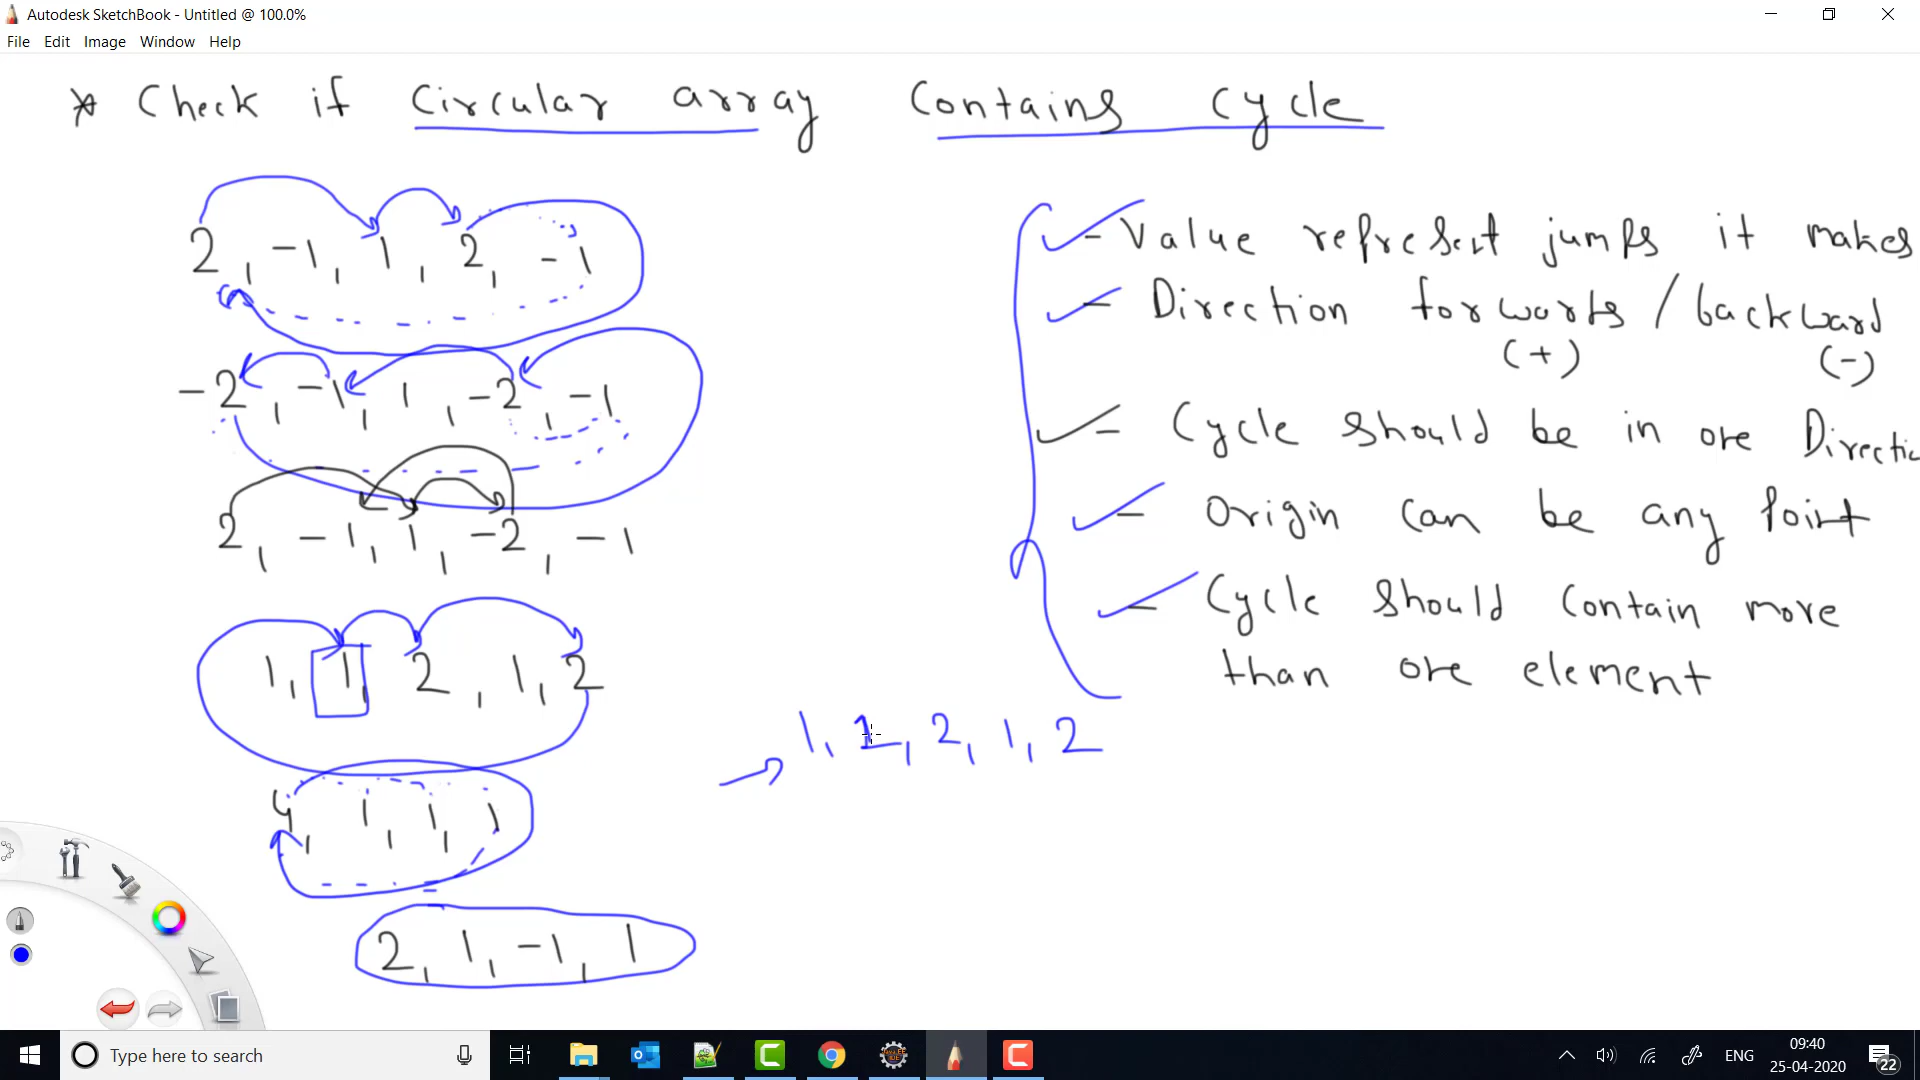 Autodesk SketchBook - Untitled @ 100.0%
File Edit Image Window Help
* Check if Circular array Contains Cycle
2, -1, 1, 2, -1
-2, -1, 1, -2, -1
2, -1, 1, -2, -1
1, 1, 2, 1, 2
4, 1, 1, 1
2, 1, -1, 1
- Value represent jumps it makes
- Direction forwarts / backward
(+) (-)
- Cycle should be in one Directio
- Origin can be any Point
- Cycle should contain more
than one element
1, 1, 2, 1, 2
Type here to search
ENG
09:40
25-04-2020
22